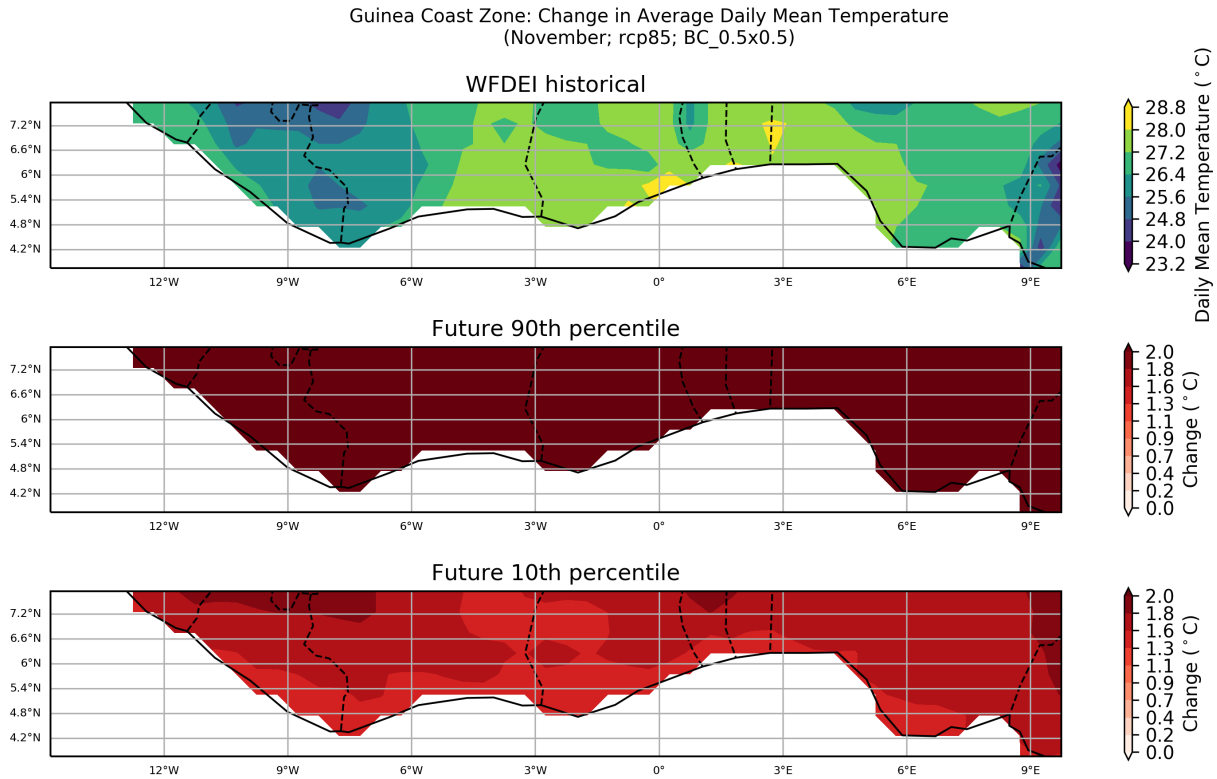 Guinea Coast Zone: Change in Average Daily Mean Temperature
(November; rcp85; BC_0.5x0.5)
WFDEI historical
7.2°N
6.6°N
6°N
5.4°N
4.8°N
4.2°N
12°W 9°W 6°W 3°W 0° 3°E 6°E 9°E
28.8
28.0
27.2
26.4
25.6
24.8
24.0
23.2
Daily Mean Temperature (°C)
Future 90th percentile
7.2°N
6.6°N
6°N
5.4°N
4.8°N
4.2°N
12°W 9°W 6°W 3°W 0° 3°E 6°E 9°E
2.0
1.8
1.6
1.3
1.1
0.9
0.7
0.4
0.2
0.0
Change (°C)
Future 10th percentile
7.2°N
6.6°N
6°N
5.4°N
4.8°N
4.2°N
12°W 9°W 6°W 3°W 0° 3°E 6°E 9°E
2.0
1.8
1.6
1.3
1.1
0.9
0.7
0.4
0.2
0.0
Change (°C)